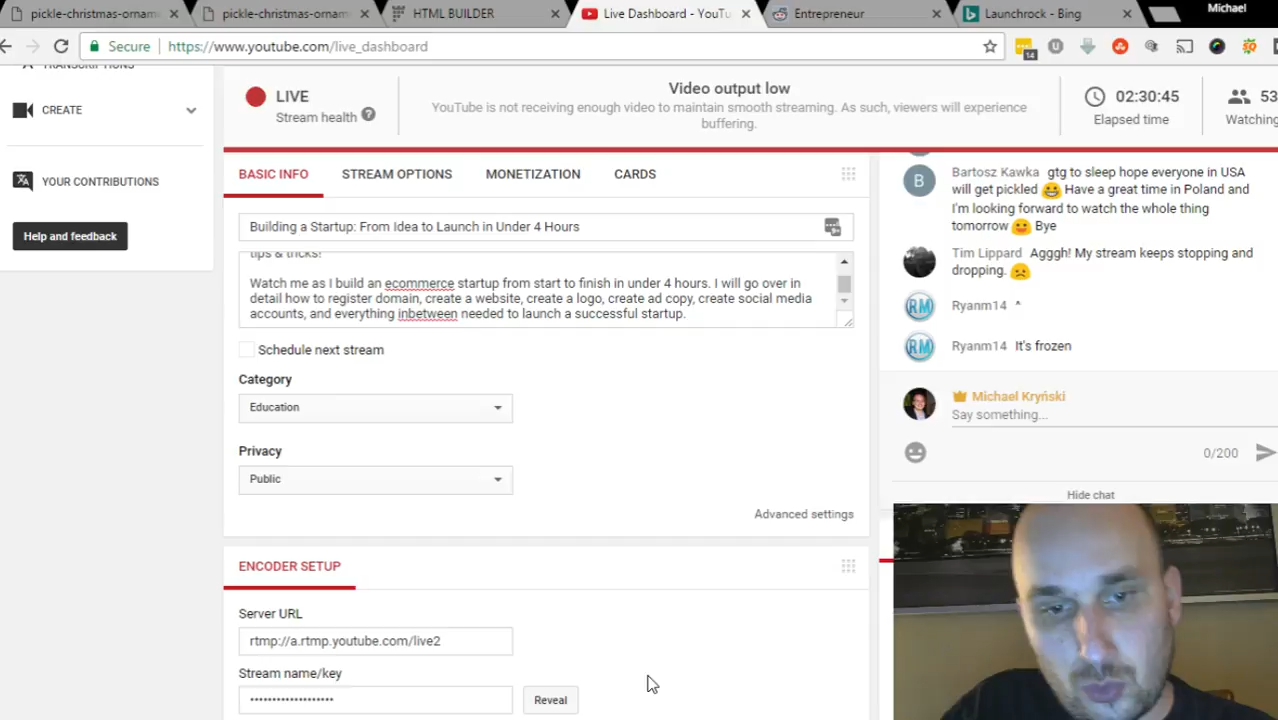 pickle-christmas-ornam
pickle-christmas-ornam
HTML BUILDER
Live Dashboard - YouTu
Entrepreneur
Launchrock - Bing
Michael
Secure
https://www.youtube.com/live_dashboard
14
TRANSCRIPTIONS
CREATE
YOUR CONTRIBUTIONS
Help and feedback
LIVE
Stream health
?
Video output low
YouTube is not receiving enough video to maintain smooth streaming. As such, viewers will experience
buffering.
02:30:45
Elapsed time
53
Watching
BASIC INFO
STREAM OPTIONS
MONETIZATION
CARDS
Building a Startup: From Idea to Launch in Under 4 Hours
tips & tricks!
Watch me as I build an ecommerce startup from start to finish in under 4 hours. I will go over in
detail how to register domain, create a website, create a logo, create ad copy, create social media
accounts, and everything inbetween needed to launch a successful startup.
Schedule next stream
Category
Education
Privacy
Public
Advanced settings
ENCODER SETUP
Server URL
rtmp://a.rtmp.youtube.com/live2
Stream name/key
•••••••••••••••••••
Reveal
B
Bartosz Kawka gtg to sleep hope everyone in USA
will get pickled 😀 Have a great time in Poland and
I'm looking forward to watch the whole thing
tomorrow 😛 Bye
Tim Lippard Agggh! My stream keeps stopping and
dropping. ☹️
RM
Ryanm14 ^
RM
Ryanm14 It's frozen
Michael Kryński
Say something...
0/200
Hide chat